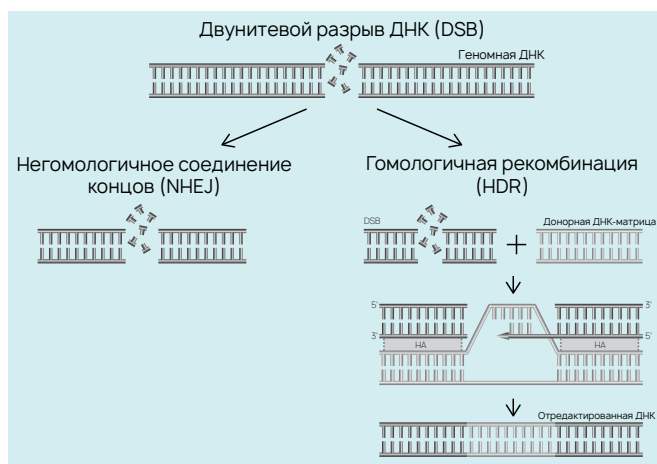 Двунитевой разрыв ДНК (DSB)
Геномная ДНК
Негомологичное соединение
концов (NHEJ)
Гомологичная рекомбинация
(HDR)
DSB
Донорная ДНК-матрица
5'
3'
3'
5'
HA
HA
Отредактированная ДНК